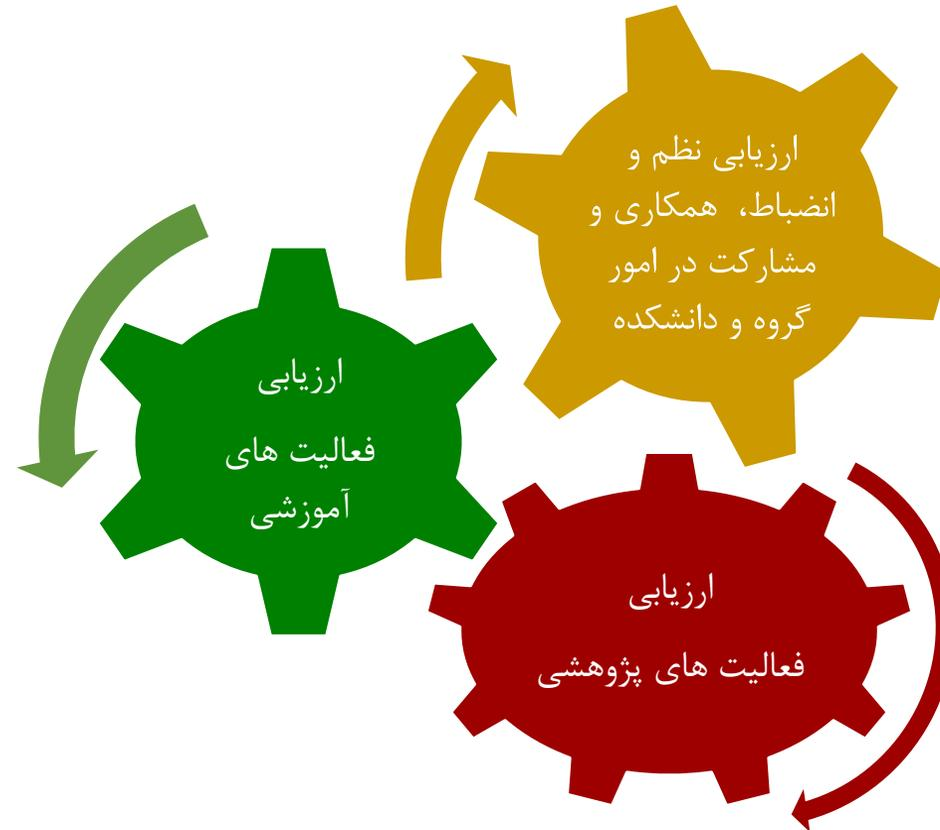 ارزیابی نظم و
انضباط، همکاری و
مشارکت در امور
گروه و دانشکده
ارزیابی
فعالیت های
آموزشی
ارزیابی
فعالیت های پژوهشی